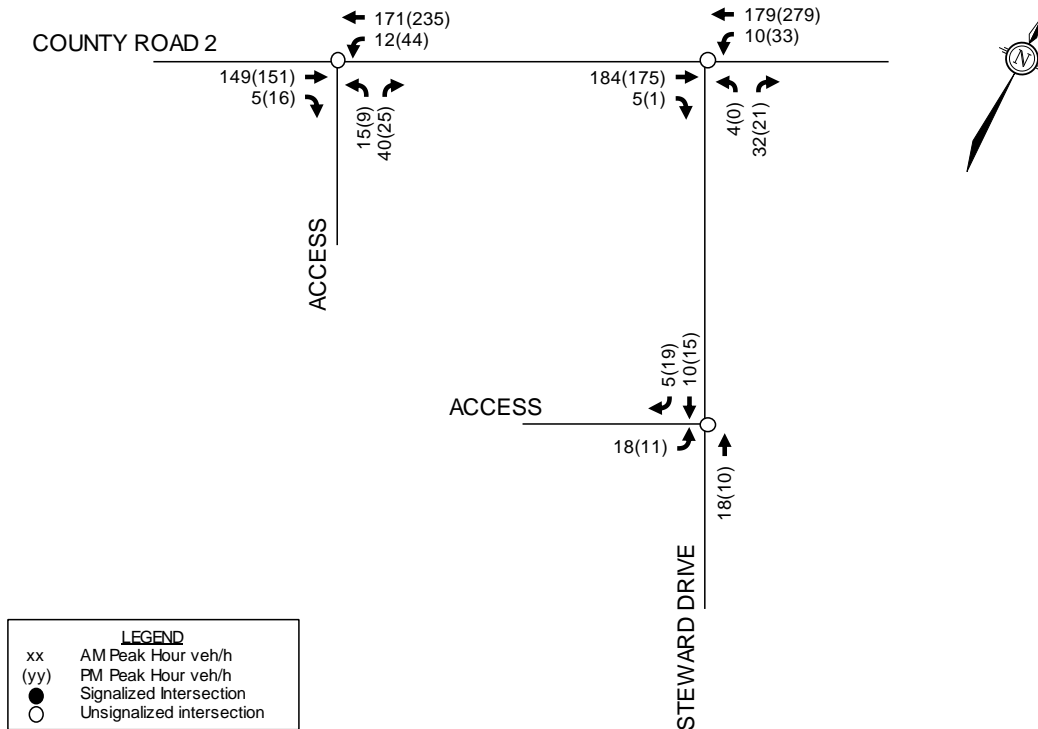 171(235)
12(44)
179(279)
10(33)
COUNTY ROAD 2
149(151)
5(16)
184(175)
5(1)
15(9)
40(25)
4(0)
32(21)
N
ACCESS
5(19)
10(15)
ACCESS
18(11)
18(10)
STEWARD DRIVE
LEGEND
xx AM Peak Hour veh/h
(yy) PM Peak Hour veh/h
Signalized Intersection
Unsignalized intersection